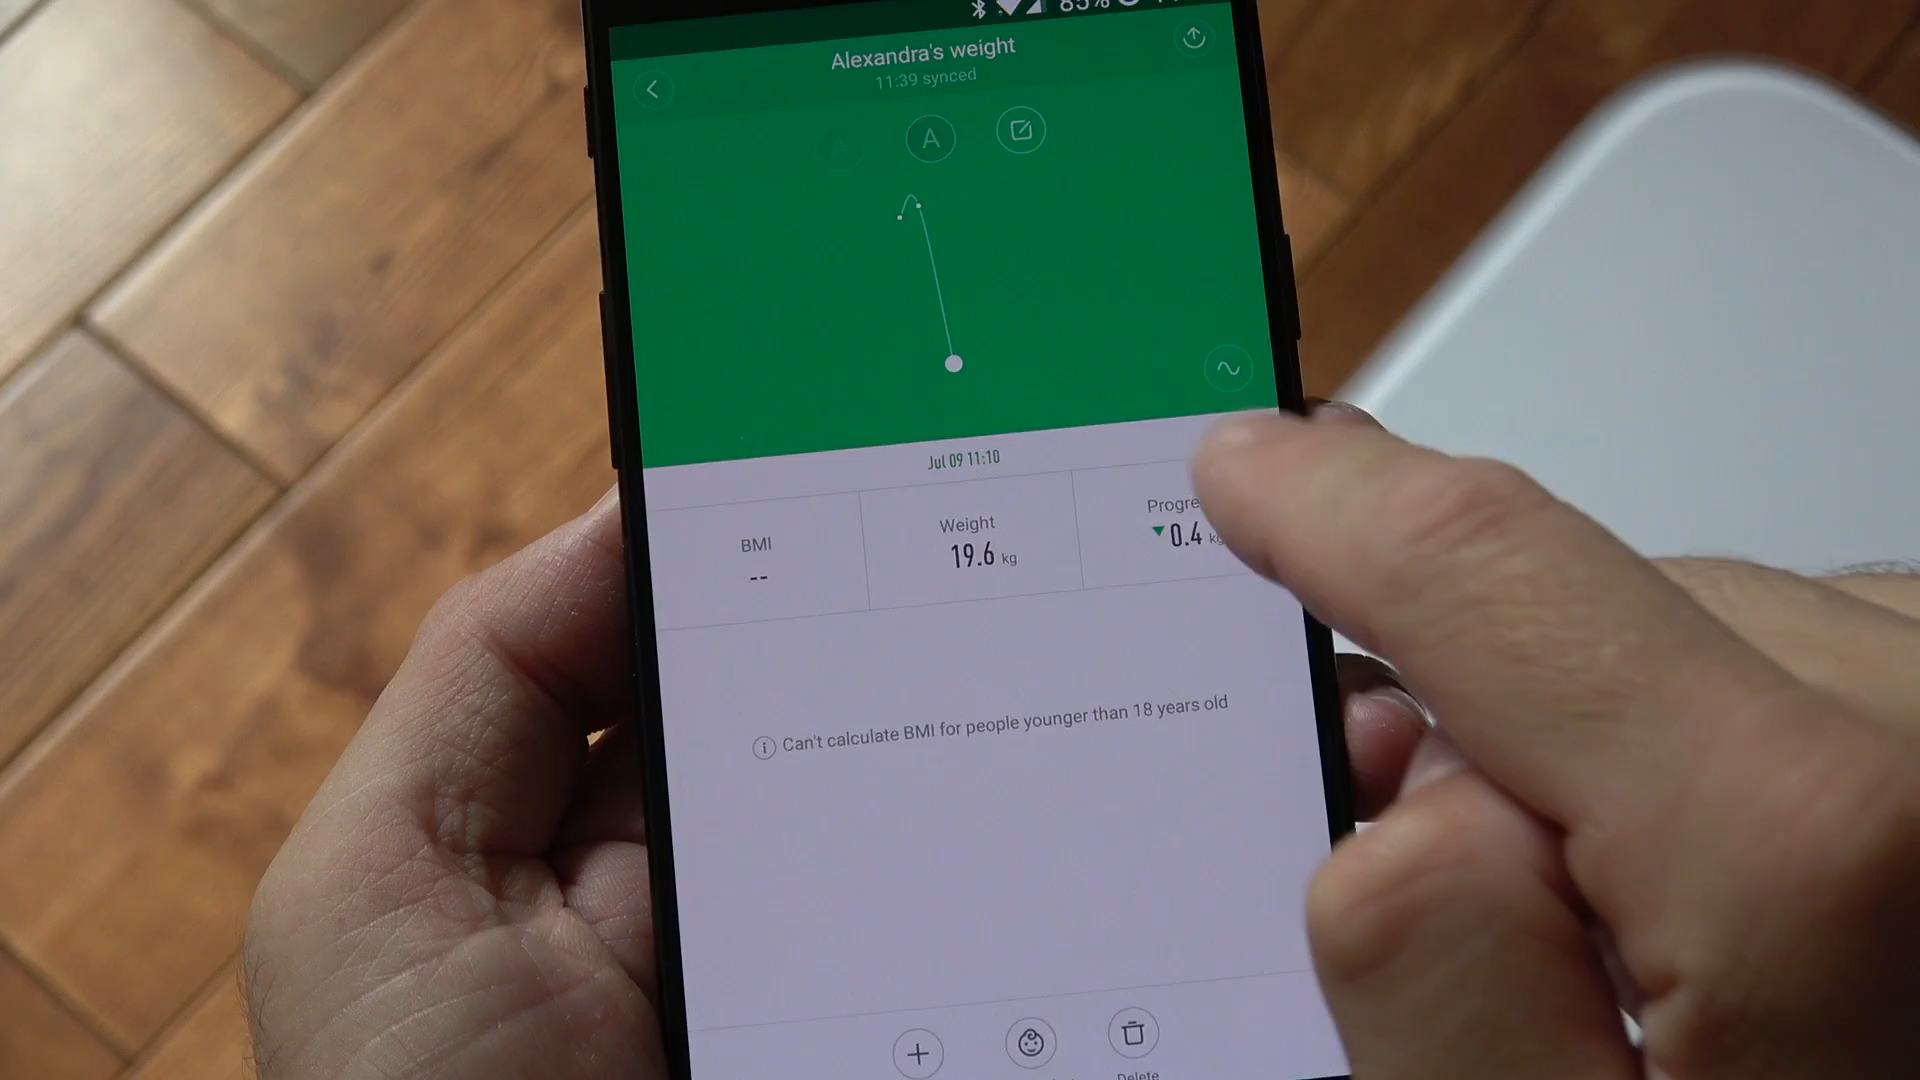 85%
Alexandra's weight
11:39 synced
A
A
Jul 09 11:10
BMI
--
Weight
19.6 kg
0.4
Can't calculate BMI for people younger than 18 years old
Delete